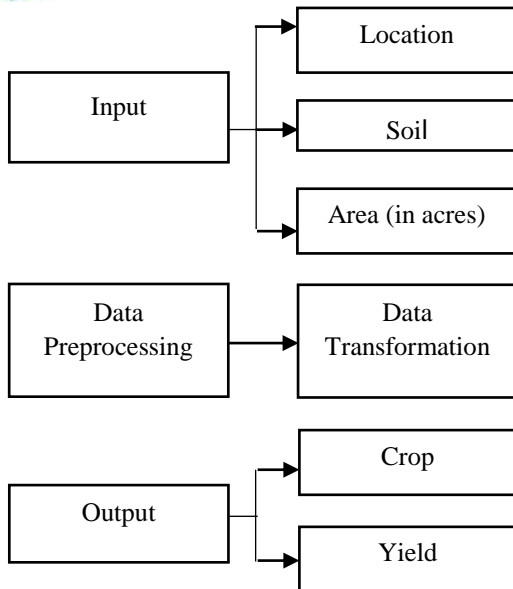 Location
Input
Soil
Area (in acres)
Data
Preprocessing
Data
Transformation
Crop
Output
Yield